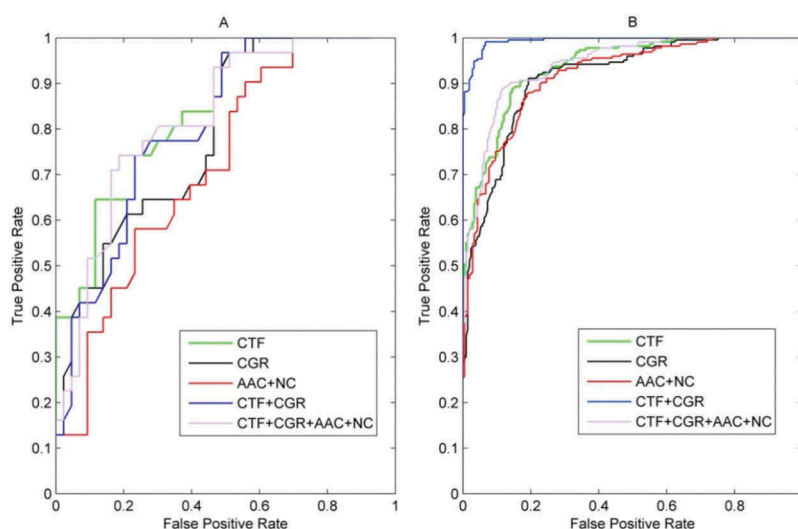 A
True Positive Rate
1
0.9
0.8
0.7
0.6
0.5
0.4
0.3
0.2
0.1
0
0 0.2 0.4 0.6 0.8 1
False Positive Rate
CTF
CGR
AAC+NC
CTF+CGR
CTF+CGR+AAC+NC
B
True Positive Rate
1
0.9
0.8
0.7
0.6
0.5
0.4
0.3
0.2
0.1
0
0 0.2 0.4 0.6 0.8
False Positive Rate
CTF
CGR
AAC+NC
CTF+CGR
CTF+CGR+AAC+NC